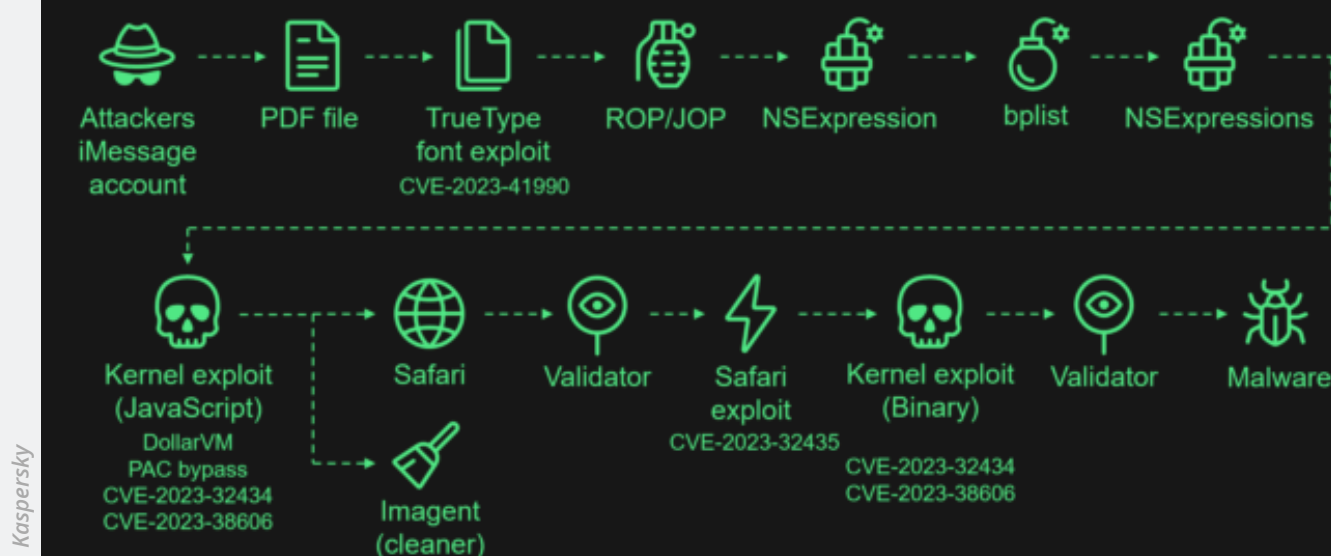 Attackers
iMessage
account
PDF file
TrueType
font exploit
CVE-2023-41990
ROP/JOP
NSExpression
bplist
NSExpressions
Kernel exploit
(JavaScript)
DollarVM
PAC bypass
CVE-2023-32434
CVE-2023-38606
Safari
Imagent
(cleaner)
Validator
Safari
exploit
CVE-2023-32435
Kernel exploit
(Binary)
CVE-2023-32434
CVE-2023-38606
Validator
Malware
Kaspersky